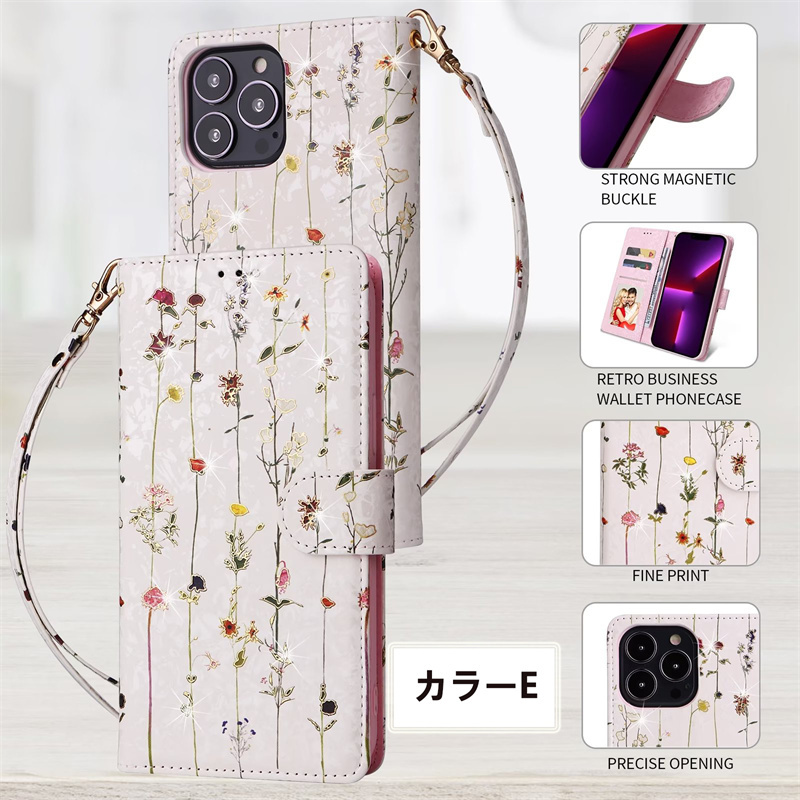 STRONG MAGNETIC
BUCKLE
RETRO BUSINESS
WALLET PHONECASE
FINE PRINT
カラーE
PRECISE OPENING